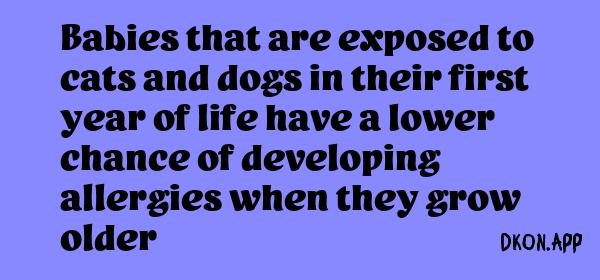 Babies that are exposed to
cats and dogs in their first
year of life have a lower
chance of developing
allergies when they grow
older
DKON.APP